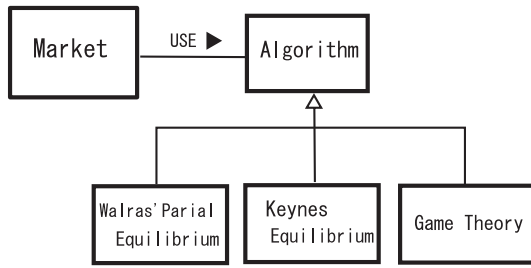 Market
USE ▶
Algorithm
Walras'Parial
Equilibrium
Keynes
Equilibrium
Game Theory